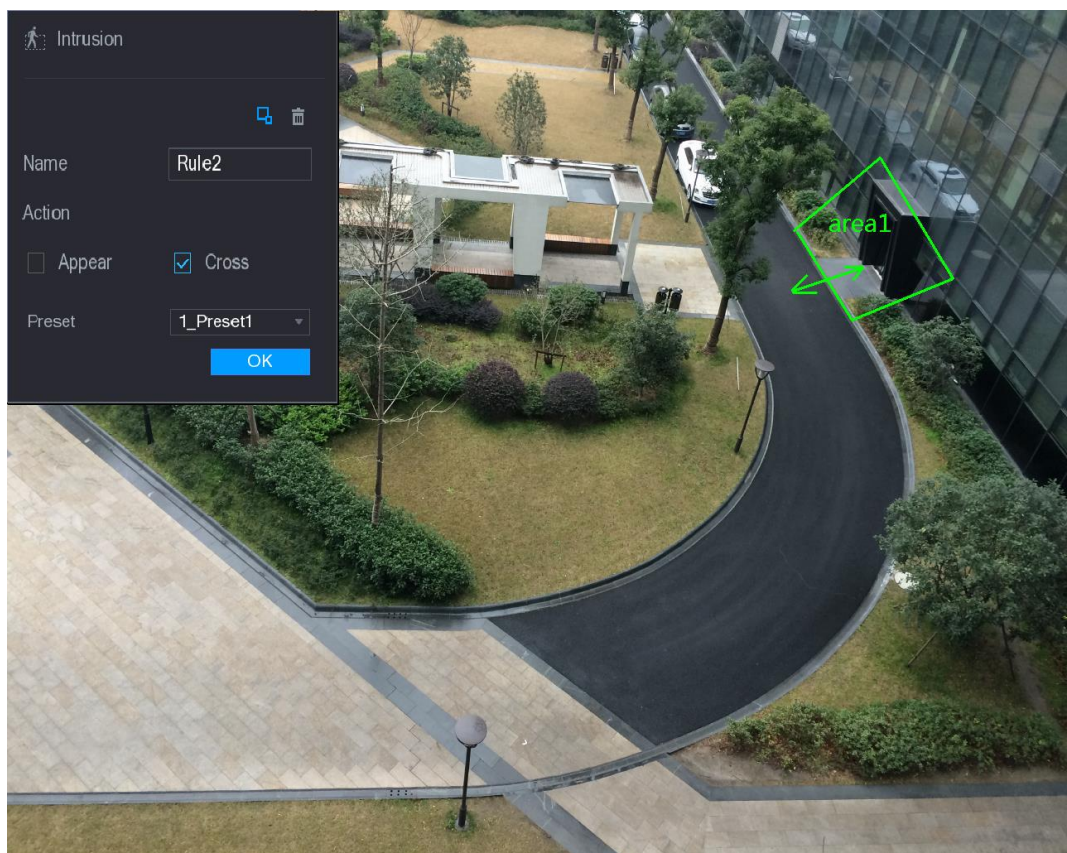 Intrusion
Name Rule2
Action
Appear Cross
Preset 1_Preset1
OK
area1